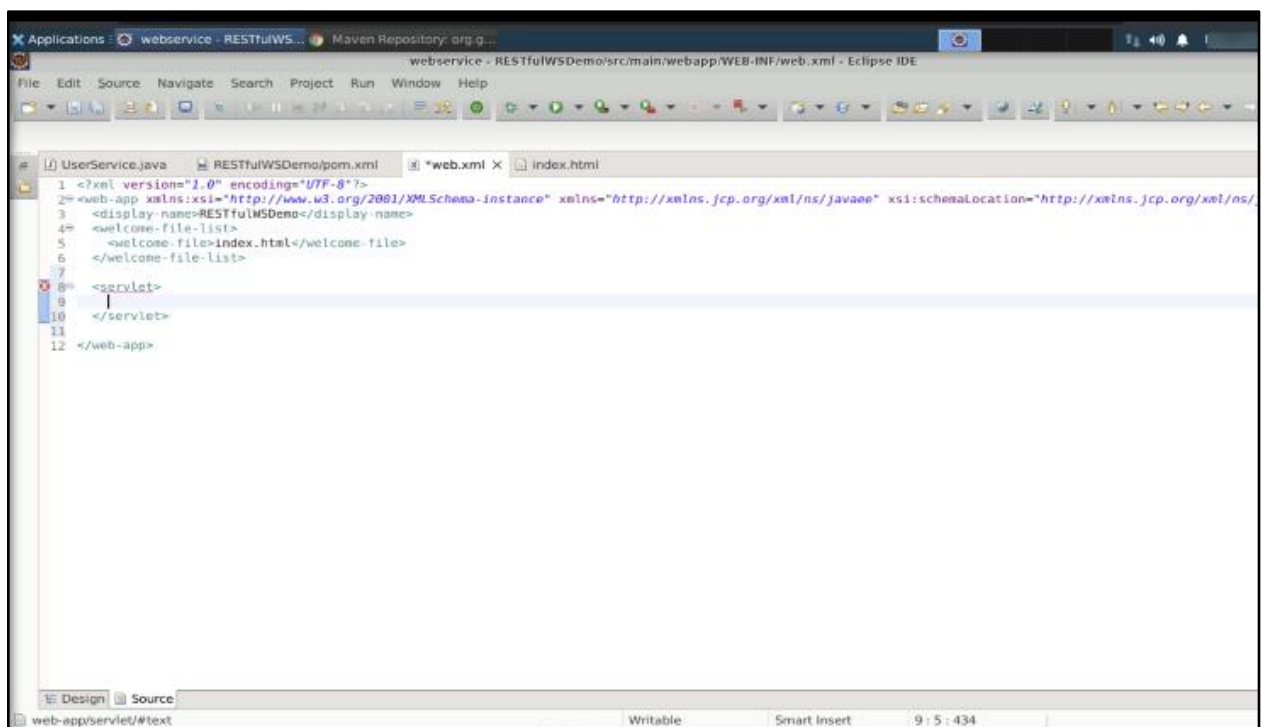 Applications : webservice - RESTfulWS... Maven Repository: org.g...
webservice - RESTfulWSDemo/src/main/webapp/WEB-INF/web.xml - Eclipse IDE
File Edit Source Navigate Search Project Run Window Help
UserService.java RESTfulWSDemo/pom.xml *web.xml index.html
1 <?xml version="1.0" encoding="UTF-8"?>
2 <web-app xmlns:xsi="http://www.w3.org/2001/XMLSchema-instance" xmlns="http://xmlns.jcp.org/xml/ns/javaee" xsi:schemaLocation="http://xmlns.jcp.org/xml/ns/
3 <display-name>RESTfulWSDemo</display-name>
4 <welcome-file-list>
5 <welcome-file>index.html</welcome-file>
6 </welcome-file-list>
7
8 <servlet>
9
10 </servlet>
11
12 </web-app>
Design Source
web-app/servlet/#text Writable Smart Insert 9 : 5 : 434